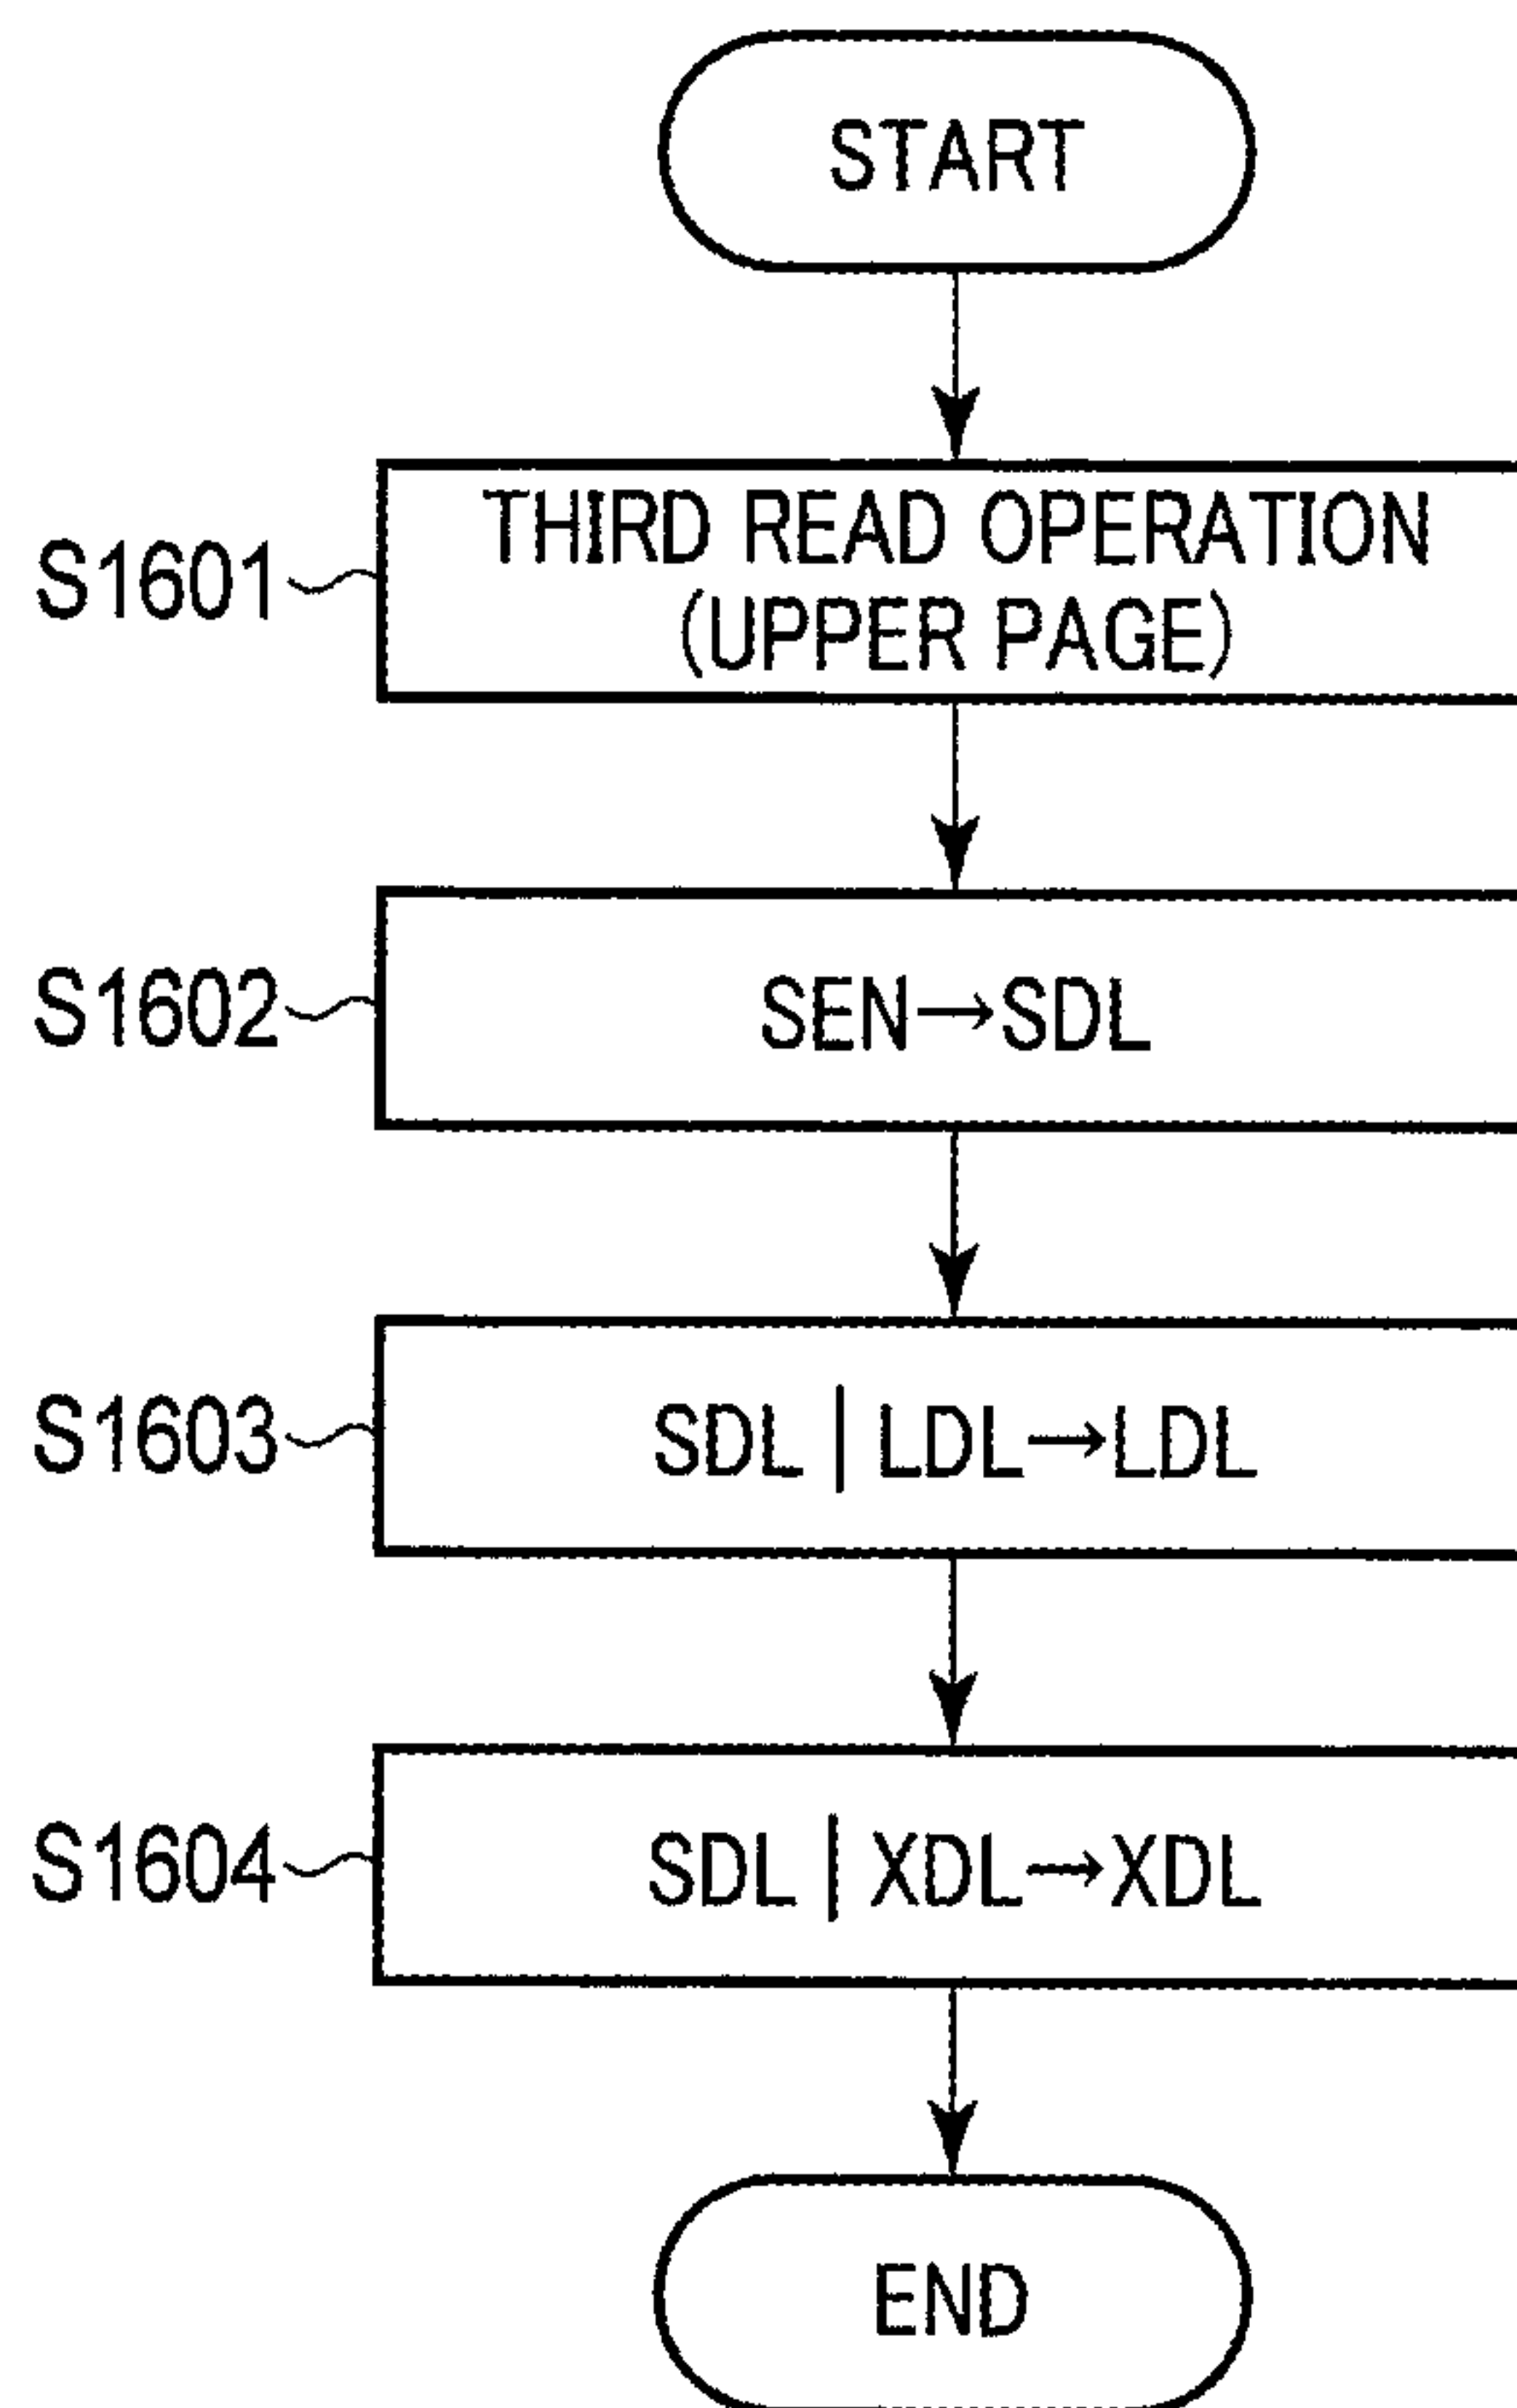 START
S1601
THIRD READ OPERATION
(UPPER PAGE)
S1602
SEN→SDL
S1603
SDL | LDL→LDL
S1604
SDL | XDL→XDL
END